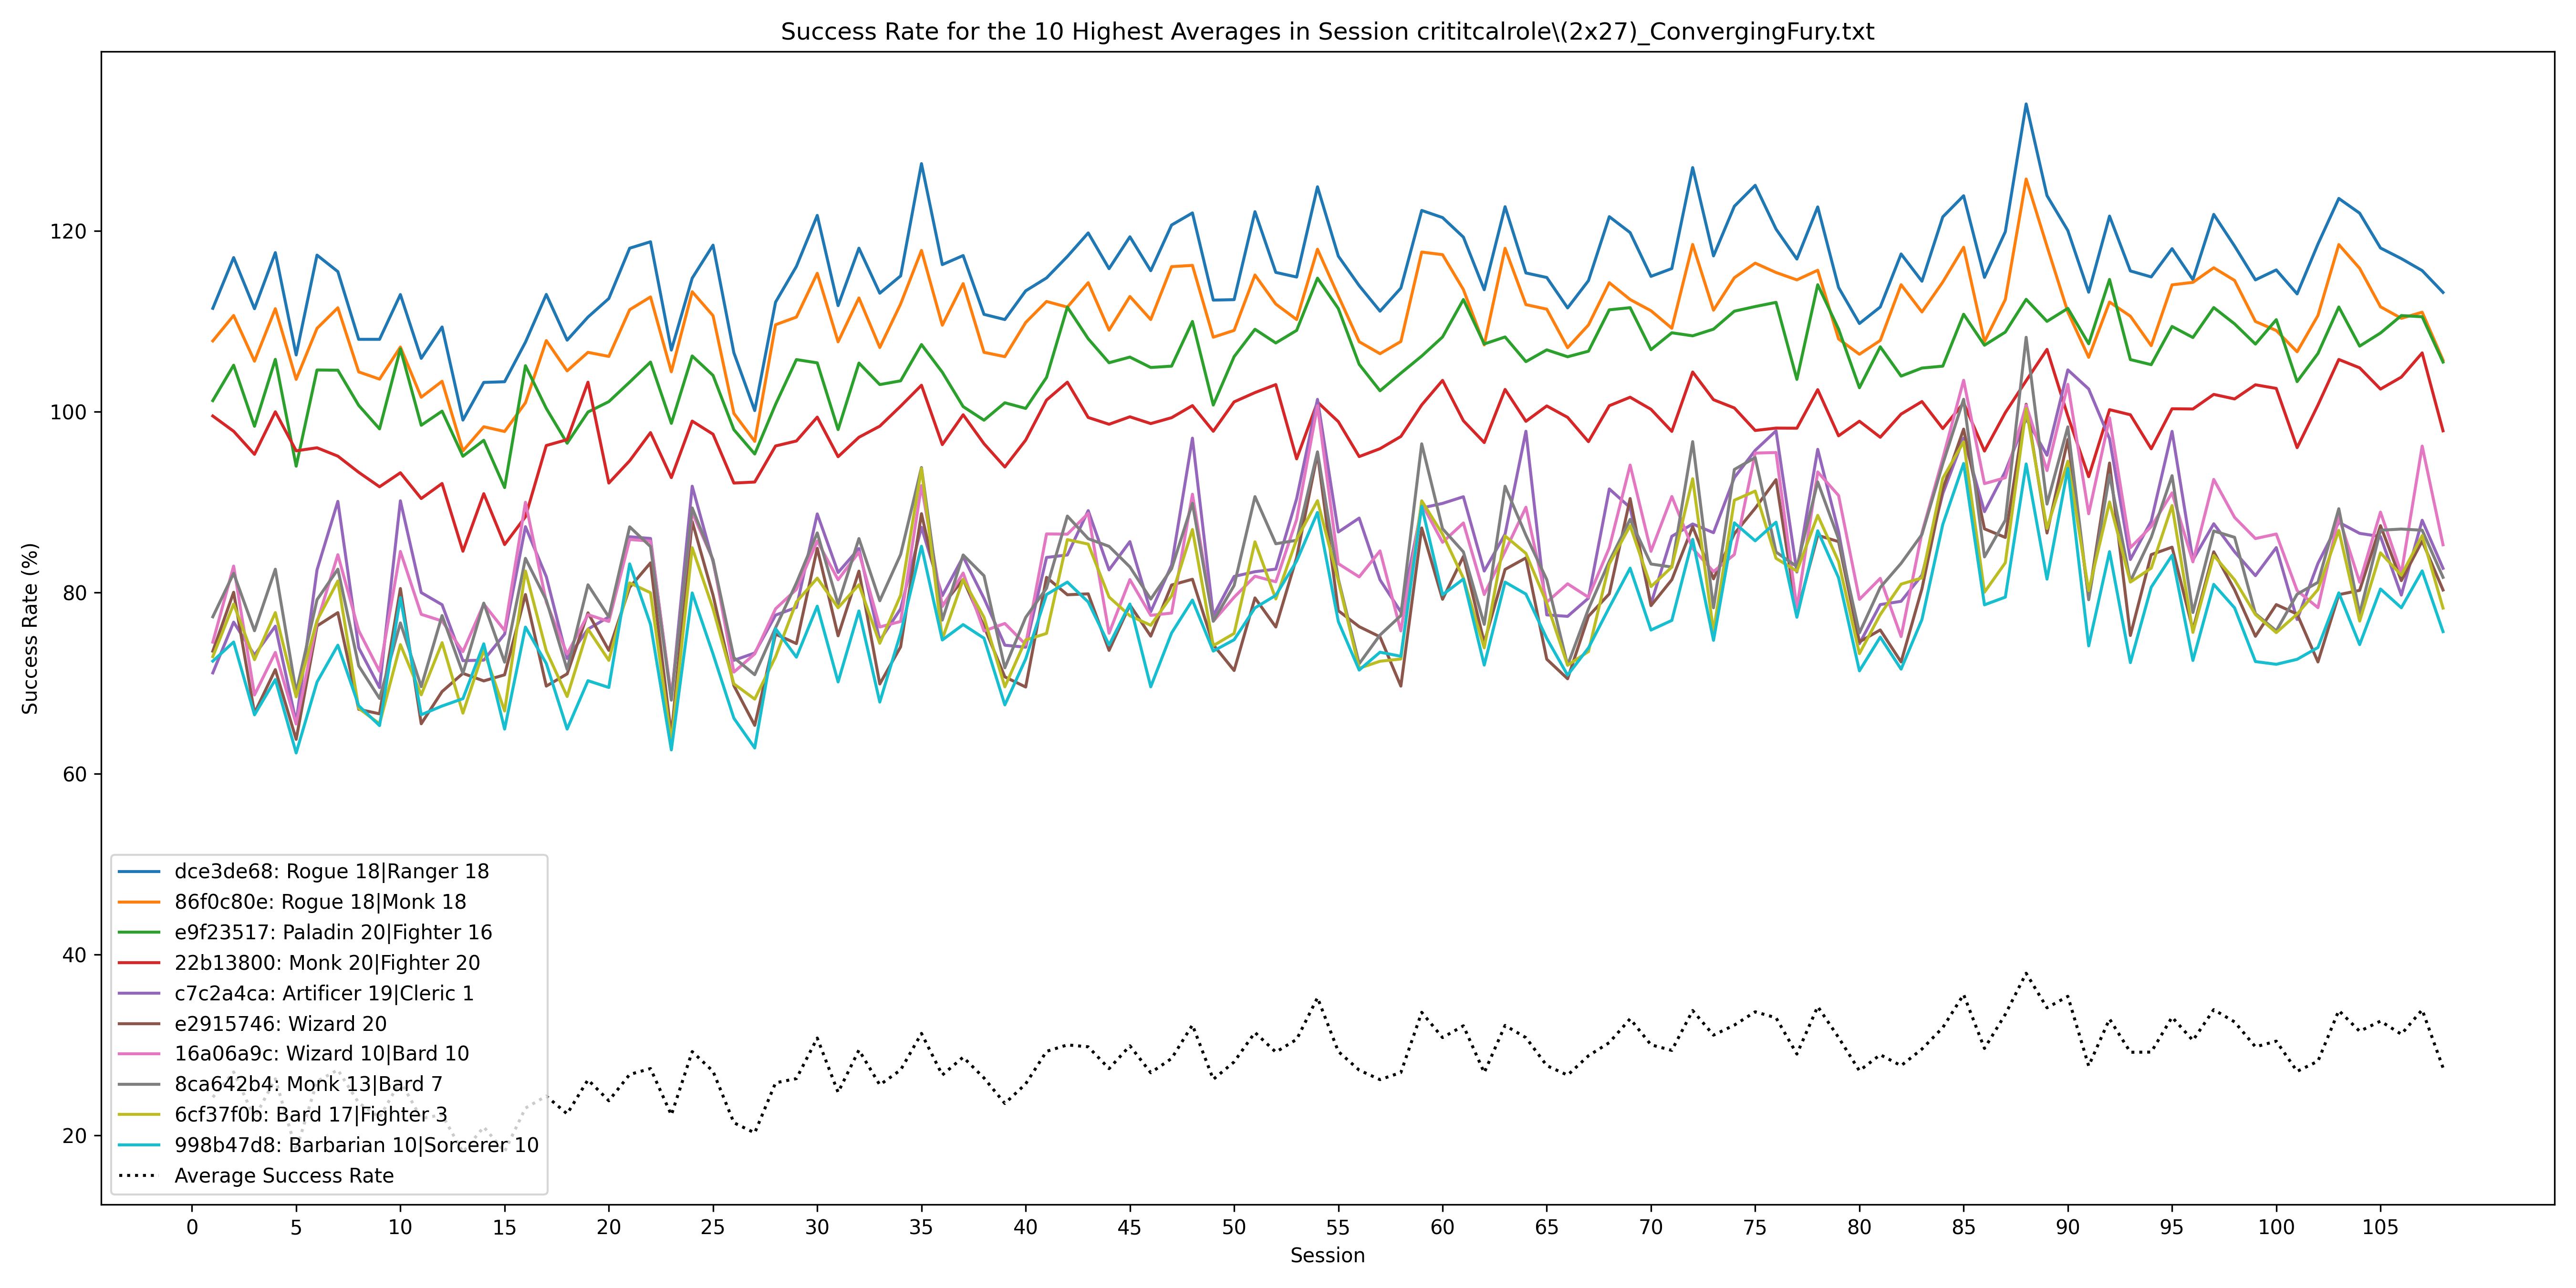 Success Rate for the 10 Highest Averages in Session crititcalrole\(2x27)_ConvergingFury.txt
Success Rate (%)
120
100
80
60
40
20
dce3de68: Rogue 18|Ranger 18
86f0c80e: Rogue 18|Monk 18
e9f23517: Paladin 20|Fighter 16
22b13800: Monk 20|Fighter 20
c7c2a4ca: Artificer 19|Cleric 1
e2915746: Wizard 20
16a06a9c: Wizard 10|Bard 10
8ca642b4: Monk 13|Bard 7
6cf37f0b: Bard 17|Fighter 3
998b47d8: Barbarian 10|Sorcerer 10
Average Success Rate
0 5 10 15 20 25 30 35 40 45 50 55 60 65 70 75 80 85 90 95 100 105
Session